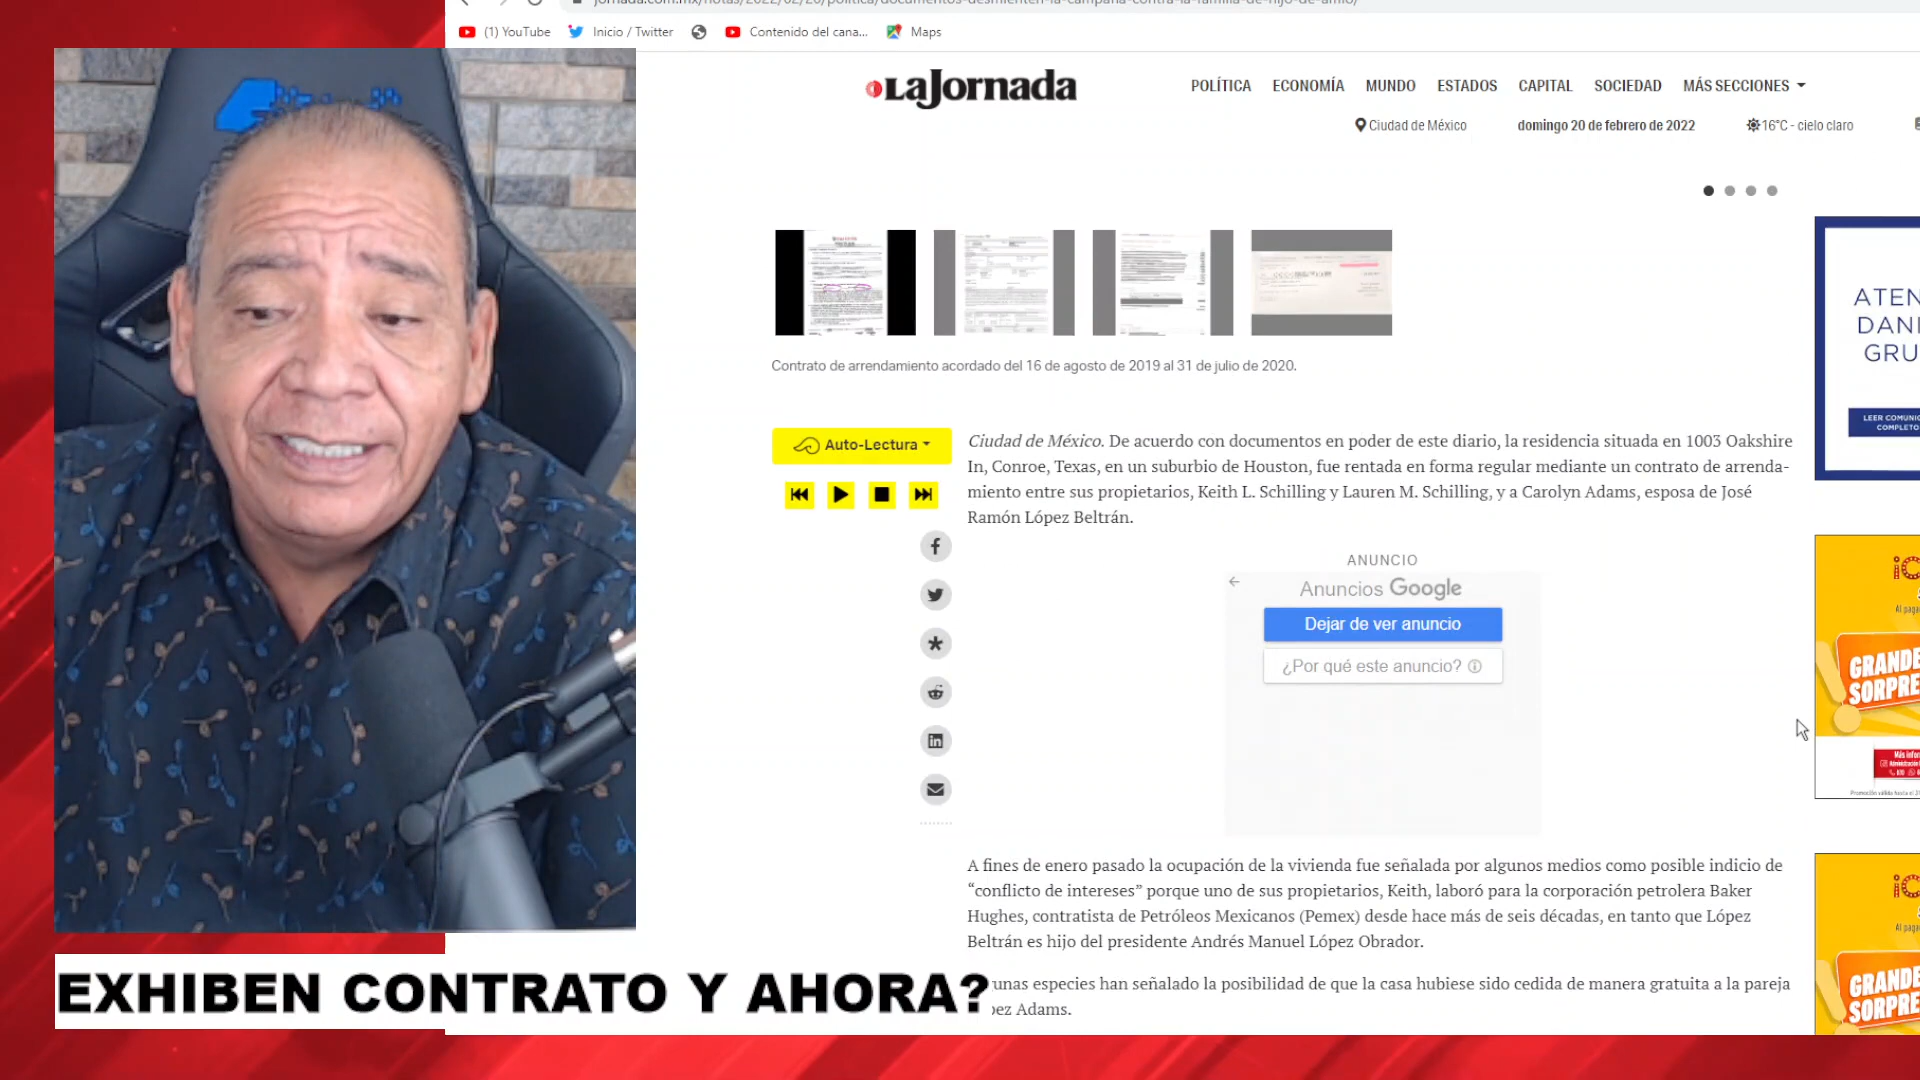 (1) YouTube
Inicio / Twitter
Contenido del cana...
Maps
LaJornada
POLÍTICA
ECONOMÍA
MUNDO
ESTADOS
CAPITAL
SOCIEDAD
MÁS SECCIONES
Ciudad de México
domingo 20 de febrero de 2022
16°C - cielo claro
Contrato de arrendamiento acordado del 16 de agosto de 2019 al 31 de julio de 2020.
Auto-Lectura
Ciudad de México. De acuerdo con documentos en poder de este diario, la residencia situada en 1003 Oakshire
ln, Conroe, Texas, en un suburbio de Houston, fue rentada en forma regular mediante un contrato de arrenda-
miento entre sus propietarios, Keith L. Schilling y Lauren M. Schilling, y a Carolyn Adams, esposa de José
Ramón López Beltrán.
ANUNCIO
Anuncios Google
Dejar de ver anuncio
¿Por qué este anuncio?
A fines de enero pasado la ocupación de la vivienda fue señalada por algunos medios como posible indicio de
“conflicto de intereses” porque uno de sus propietarios, Keith, laboró para la corporación petrolera Baker
Hughes, contratista de Petróleos Mexicanos (Pemex) desde hace más de seis décadas, en tanto que López
Beltrán es hijo del presidente Andrés Manuel López Obrador.
unas especies han señalado la posibilidad de que la casa hubiese sido cedida de manera gratuita a la pareja
ez Adams.
ATEN
DANI
GRU
LEER COMUNI
COMPLETO
GRANDE
SORPRE
GRANDE
SORPRE
EXHIBEN CONTRATO Y AHORA?